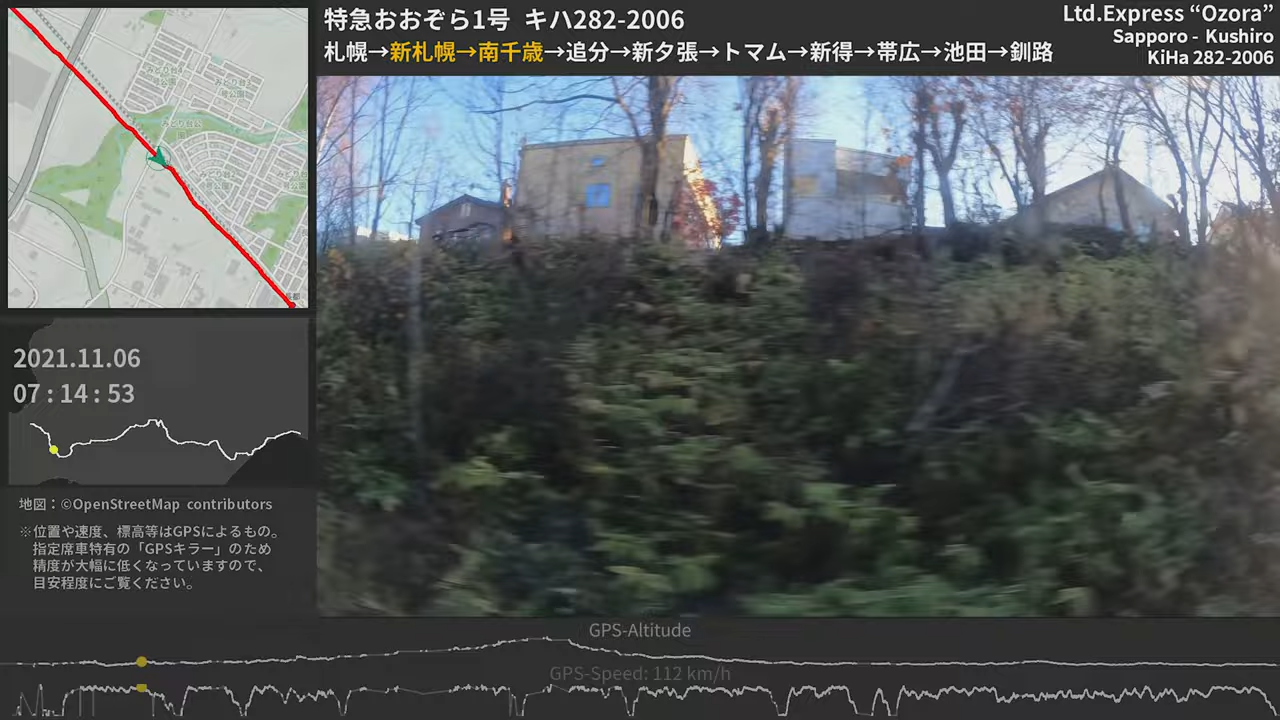 特急おおぞら1号 キハ282-2006
札幌→新札幌→南千歳→追分→新夕張→トマム→新得→帯広→池田→釧路
Ltd.Express “Ozora”
Sapporo - Kushiro
KiHa 282-2006
2021.11.06
07:14:53
地図：©OpenStreetMap contributors
※位置や速度、標高等はGPSによるもの。
指定席車特有の「GPSキラー」のため
精度が大幅に低くなっていますので、
目安程度にご覧ください。
GPS-Altitude
GPS-Speed: 112 km/h